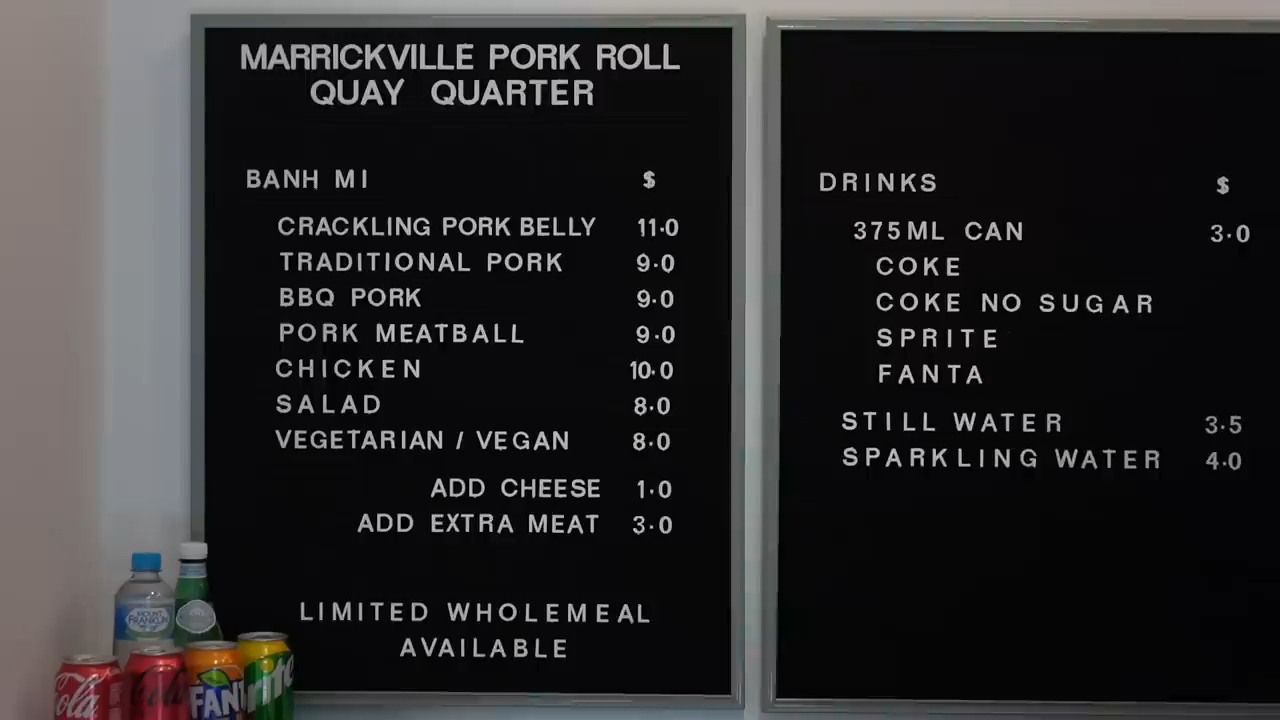 MARRICKVILLE PORK ROLL
QUAY QUARTER
BANH MI $
CRACKLING PORK BELLY 11.0
TRADITIONAL PORK 9.0
BBQ PORK 9.0
PORK MEATBALL 9.0
CHICKEN 10.0
SALAD 8.0
VEGETARIAN / VEGAN 8.0
ADD CHEESE 1.0
ADD EXTRA MEAT 3.0
LIMITED WHOLEMEAL
AVAILABLE
DRINKS $
375ML CAN 3.0
COKE
COKE NO SUGAR
SPRITE
FANTA
STILL WATER 3.5
SPARKLING WATER 4.0
MOUNT
FRANKLIN